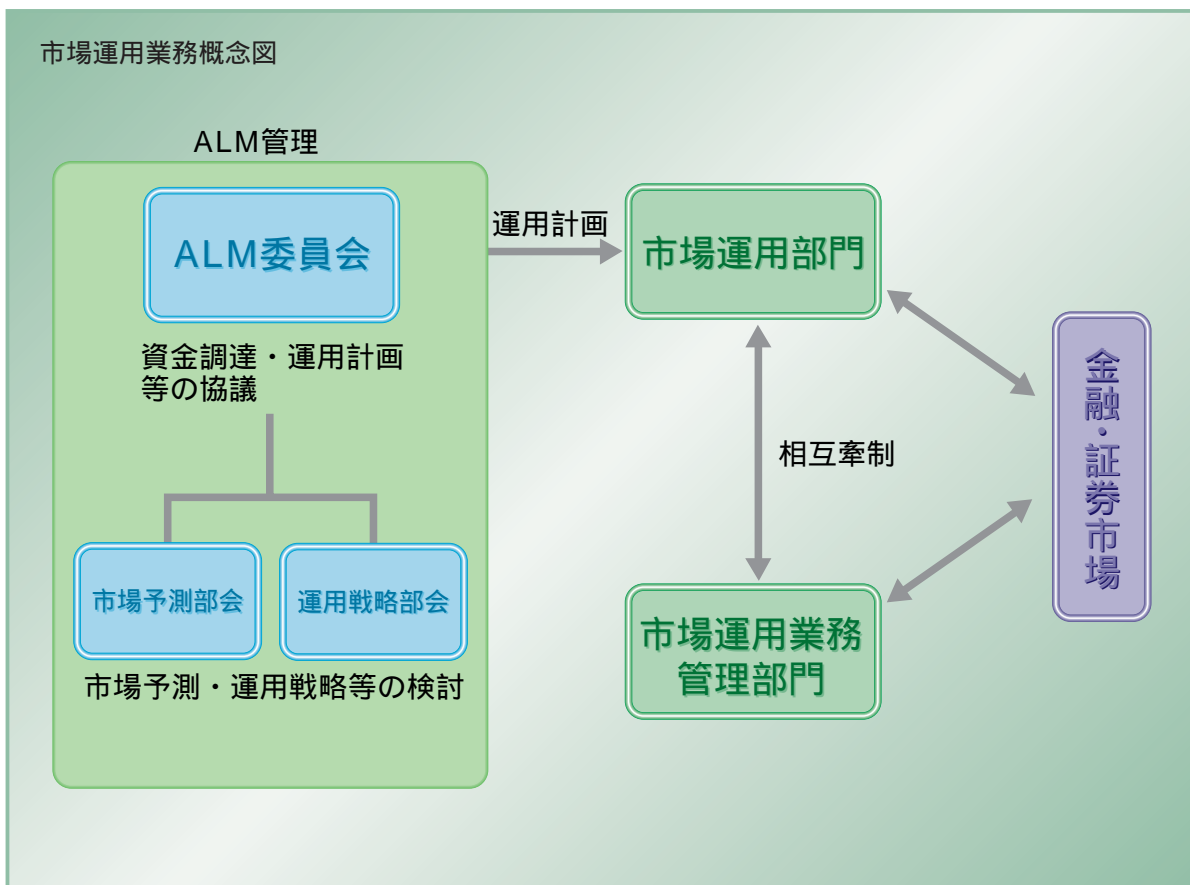 市場運用業務概念図
ALM管理
ALM委員会
資金調達・運用計画
等の協議
市場予測部会
運用戦略部会
市場予測・運用戦略等の検討
運用計画
市場運用部門
相互牽制
市場運用業務
管理部門
金融・証券市場